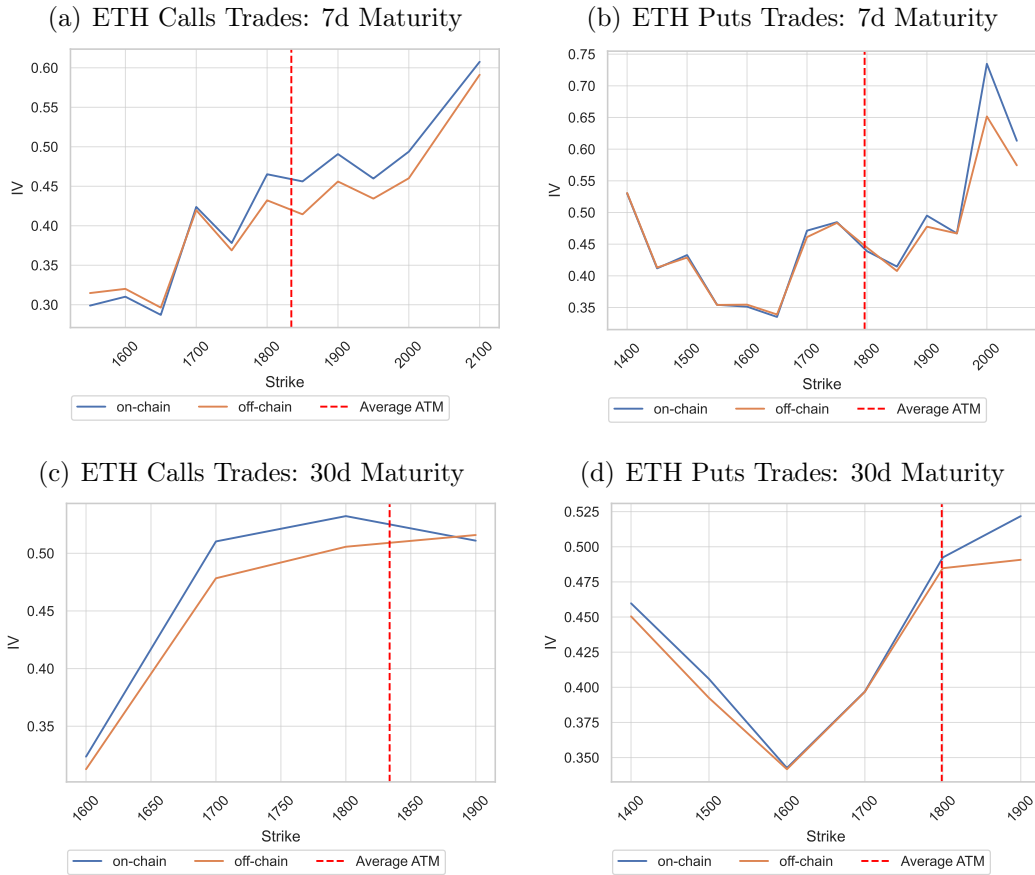 (a) ETH Calls Trades: 7d Maturity
0.60
0.55
0.50
0.45
0.40
0.35
0.30
IV
1600
1700
1800
1900
2000
2100
Strike
on-chain
off-chain
Average ATM
(b) ETH Puts Trades: 7d Maturity
0.75
0.70
0.65
0.60
0.55
0.50
0.45
0.40
0.35
IV
1400
1500
1600
1700
1800
1900
2000
Strike
on-chain
off-chain
Average ATM
(c) ETH Calls Trades: 30d Maturity
0.50
0.45
0.40
0.35
IV
1600
1650
1700
1750
1800
1850
1900
Strike
on-chain
off-chain
Average ATM
(d) ETH Puts Trades: 30d Maturity
0.525
0.500
0.475
0.450
0.425
0.400
0.375
0.350
IV
1400
1500
1600
1700
1800
1900
Strike
on-chain
off-chain
Average ATM